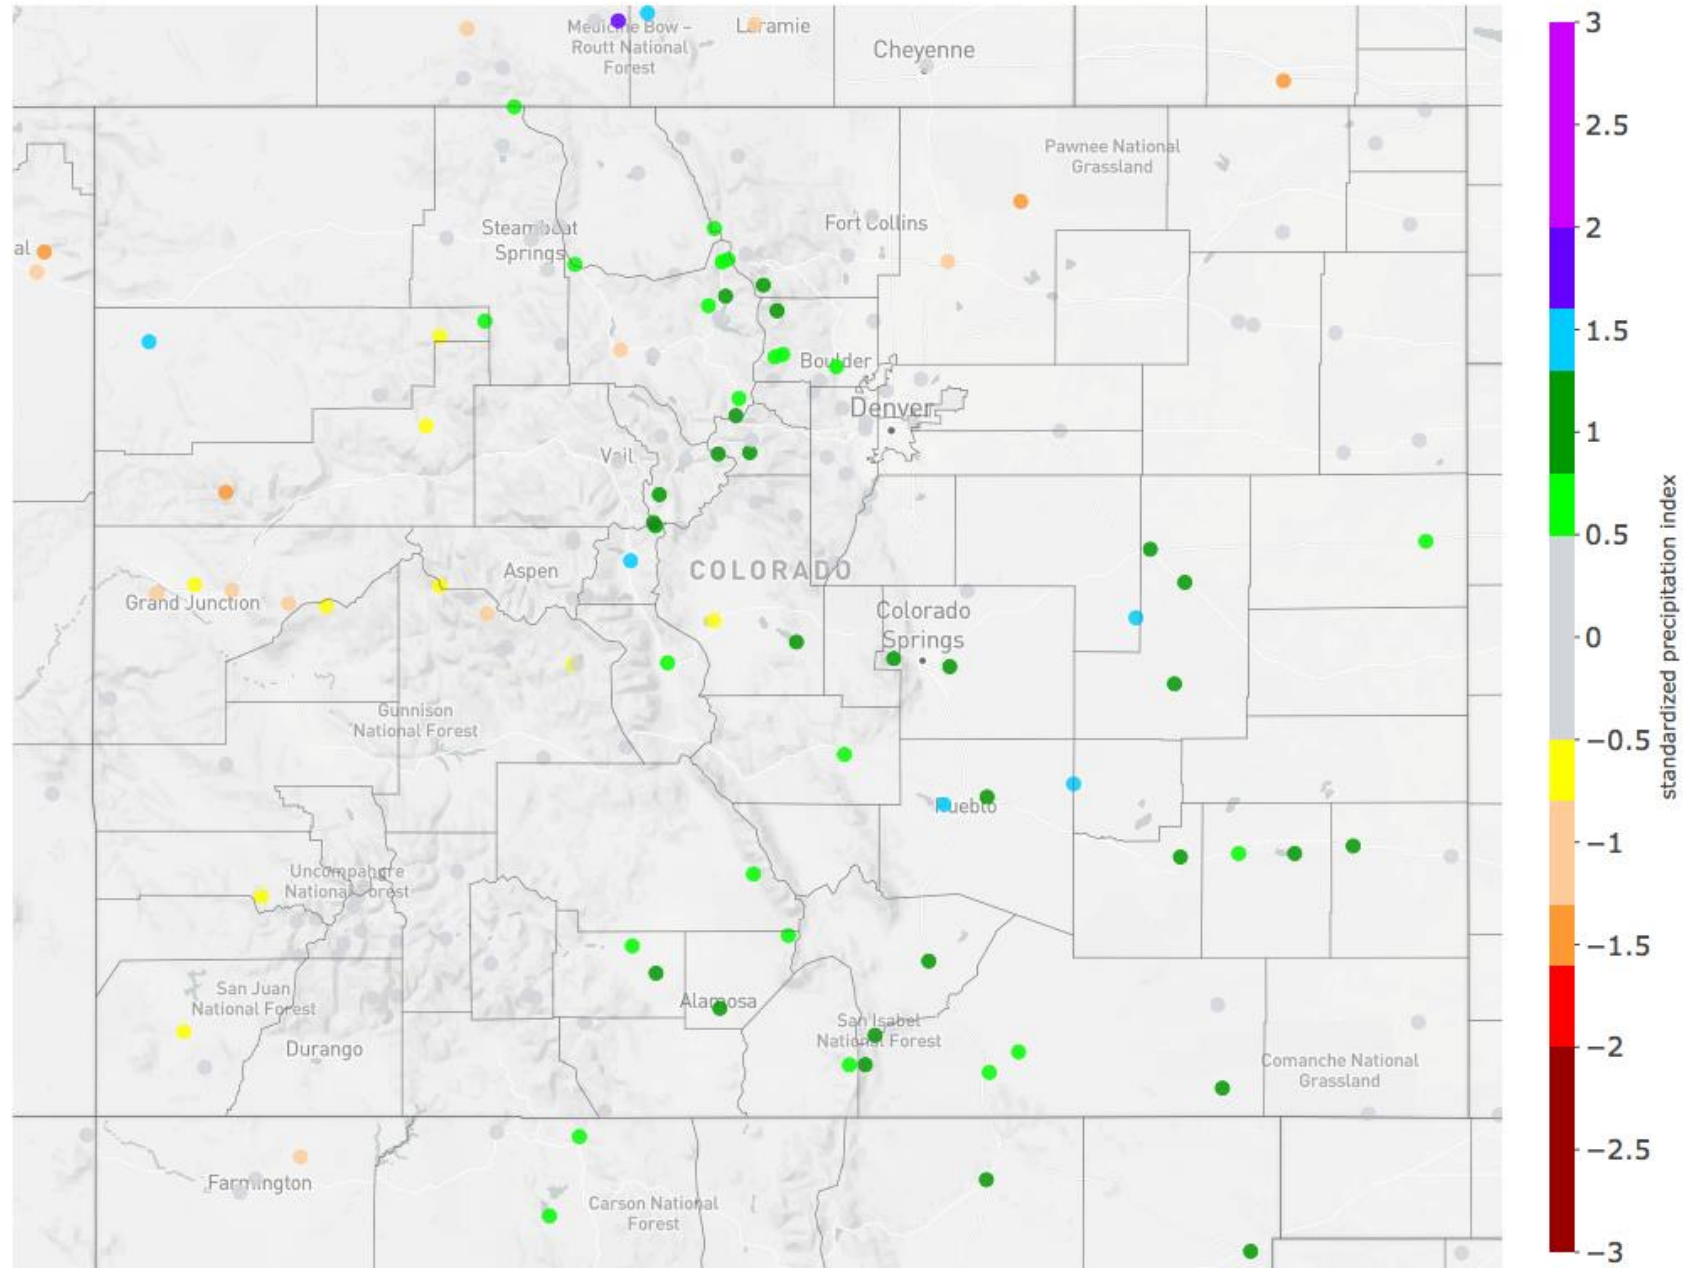 Medicine Bow –
Routt National
Forest
Laramie
Cheyenne
Pawnee National
Grassland
Steamboat
Springs
Fort Collins
al
Boulder
Denver
Vail
Aspen
COLORADO
Grand Junction
Colorado
Springs
Gunnison
National Forest
Pueblo
Uncompahgre
National Forest
San Juan
National Forest
Alamosa
San Isabel
National Forest
Durango
Comanche National
Grassland
Farmington
Carson National
Forest
3
2.5
2
1.5
1
0.5
0
−0.5
−1
−1.5
−2
−2.5
−3
standardized precipitation index